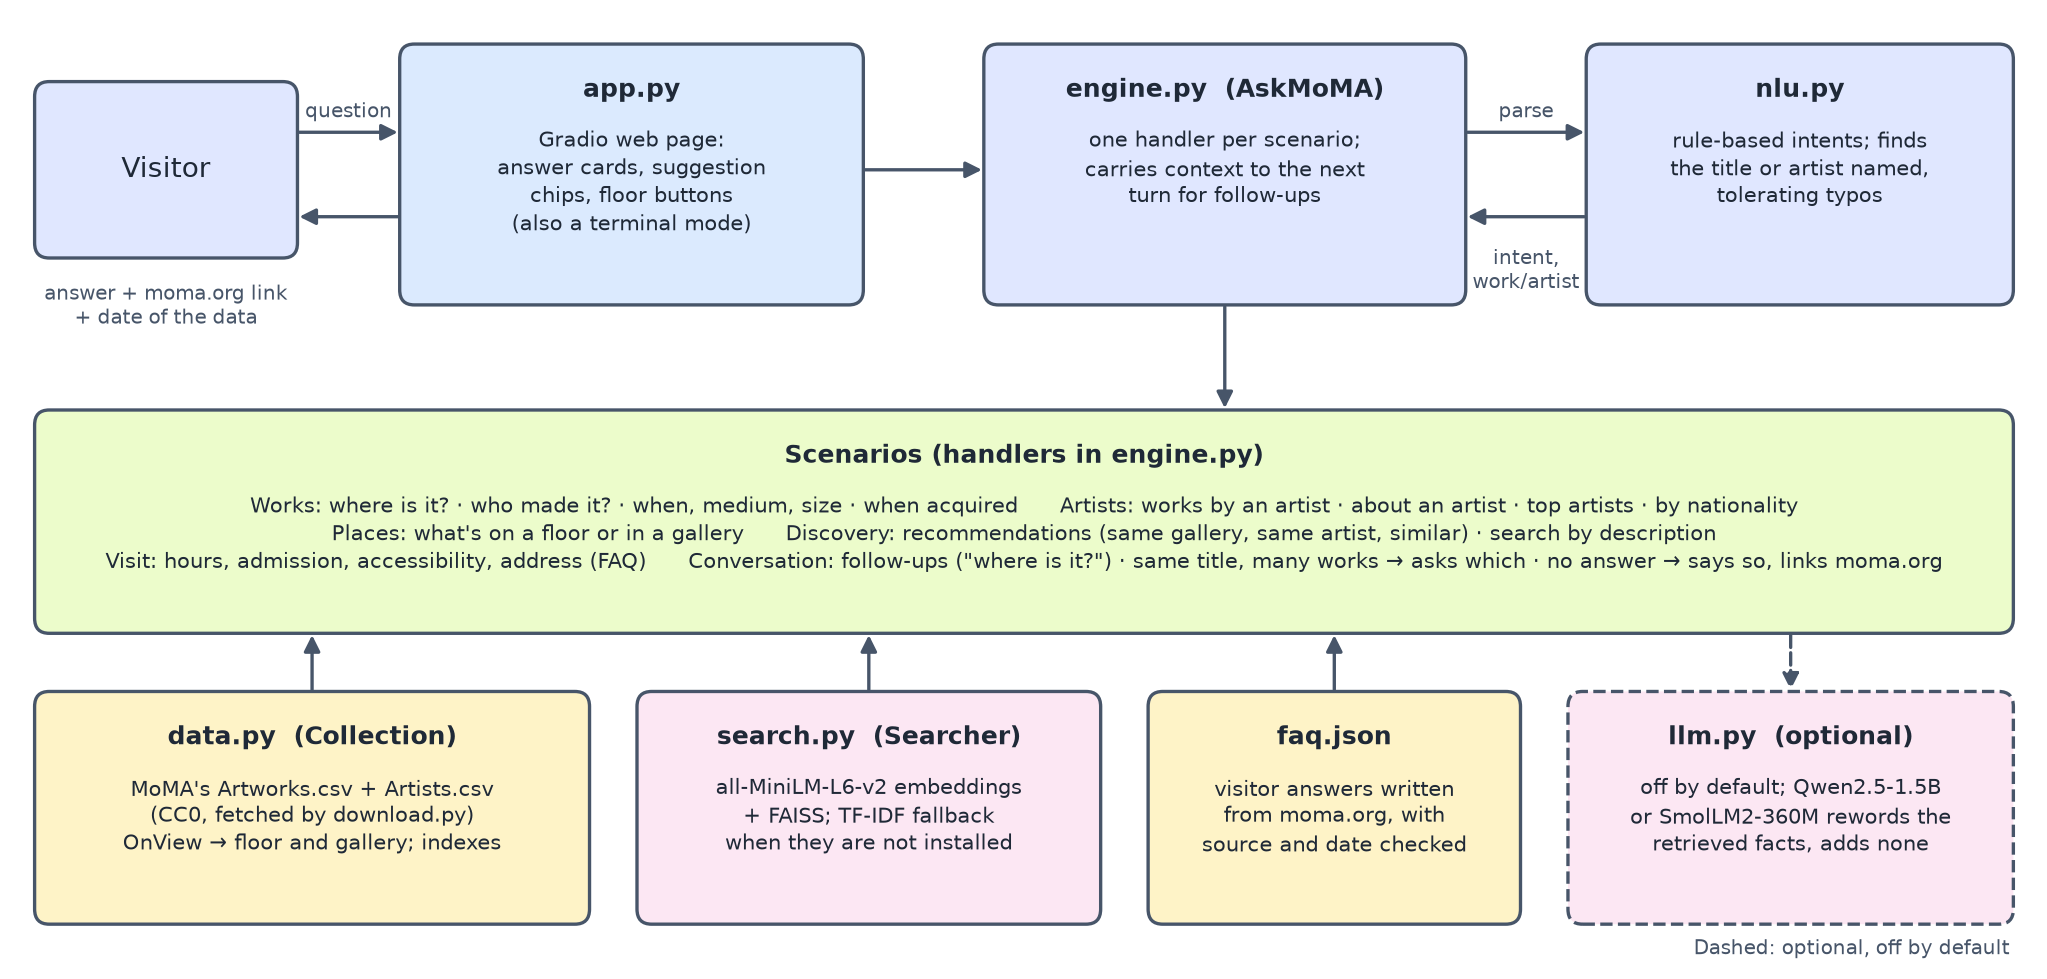 Visitor
question
answer + moma.org link
+ date of the data
app.py
Gradio web page:
answer cards, suggestion
chips, floor buttons
(also a terminal mode)
engine.py (AskMoMA)
one handler per scenario;
carries context to the next
turn for follow-ups
parse
intent,
work/artist
nlu.py
rule-based intents; finds
the title or artist named,
tolerating typos
Scenarios (handlers in engine.py)
Works: where is it? · who made it? · when, medium, size · when acquired Artists: works by an artist · about an artist · top artists · by nationality
Places: what's on a floor or in a gallery Discovery: recommendations (same gallery, same artist, similar) · search by description
Visit: hours, admission, accessibility, address (FAQ) Conversation: follow-ups ("where is it?") · same title, many works → asks which · no answer → says so, links moma.org
data.py (Collection)
MoMA's Artworks.csv + Artists.csv
(CC0, fetched by download.py)
OnView → floor and gallery; indexes
search.py (Searcher)
all-MiniLM-L6-v2 embeddings
+ FAISS; TF-IDF fallback
when they are not installed
faq.json
visitor answers written
from moma.org, with
source and date checked
llm.py (optional)
off by default; Qwen2.5-1.5B
or SmolLM2-360M rewords the
retrieved facts, adds none
Dashed: optional, off by default